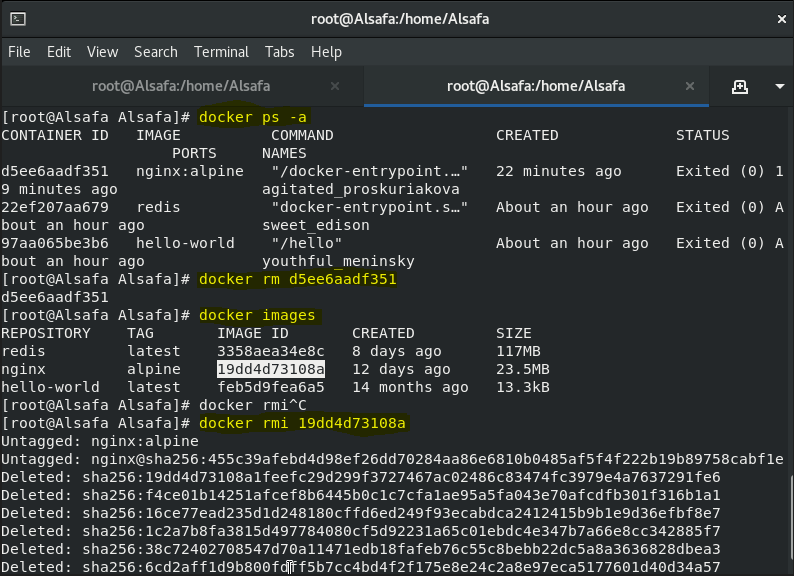 root@Alsafa:/home/Alsafa
File Edit View Search Terminal Tabs Help
root@Alsafa:/home/Alsafa × root@Alsafa:/home/Alsafa ×
[root@Alsafa Alsafa]# docker ps -a
CONTAINER ID   IMAGE          COMMAND                  CREATED             STATUS
                   PORTS     NAMES
d5ee6aadf351   nginx:alpine   "/docker-entrypoint.…"   22 minutes ago      Exited (0) 1
9 minutes ago                agitated_proskuriakova
22ef207aa679   redis          "docker-entrypoint.s…"   About an hour ago   Exited (0) A
bout an hour ago             sweet_edison
97aa065be3b6   hello-world    "/hello"                 About an hour ago   Exited (0) A
bout an hour ago             youthful_meninsky
[root@Alsafa Alsafa]# docker rm d5ee6aadf351
d5ee6aadf351
[root@Alsafa Alsafa]# docker images
REPOSITORY    TAG       IMAGE ID       CREATED         SIZE
redis         latest    3358aea34e8c   8 days ago      117MB
nginx         alpine    19dd4d73108a   12 days ago     23.5MB
hello-world   latest    feb5d9fea6a5   14 months ago   13.3kB
[root@Alsafa Alsafa]# docker rmi^C
[root@Alsafa Alsafa]# docker rmi 19dd4d73108a
Untagged: nginx:alpine
Untagged: nginx@sha256:455c39afebd4d98ef26dd70284aa86e6810b0485af5f4f222b19b89758cabf1e
Deleted: sha256:19dd4d73108a1feefc29d299f3727467ac02486c83474fc3979e4a7637291fe6
Deleted: sha256:f4ce01b14251afcef8b6445b0c1c7cfa1ae95a5fa043e70afcdfb301f316b1a1
Deleted: sha256:16ce77ead235d1d248180cffd6ed249f93ecabdca2412415b9b1e9d36efbf8e7
Deleted: sha256:1c2a7b8fa3815d497784080cf5d92231a65c01ebdc4e347b7a66e8cc342885f7
Deleted: sha256:38c72402708547d70a11471edb18fafeb76c55c8bebb22dc5a8a3636828dbea3
Deleted: sha256:6cd2aff1d9b800fdff5b7cc4bd4f2f175e8e24c2a8e97eca5177601d40d34a57